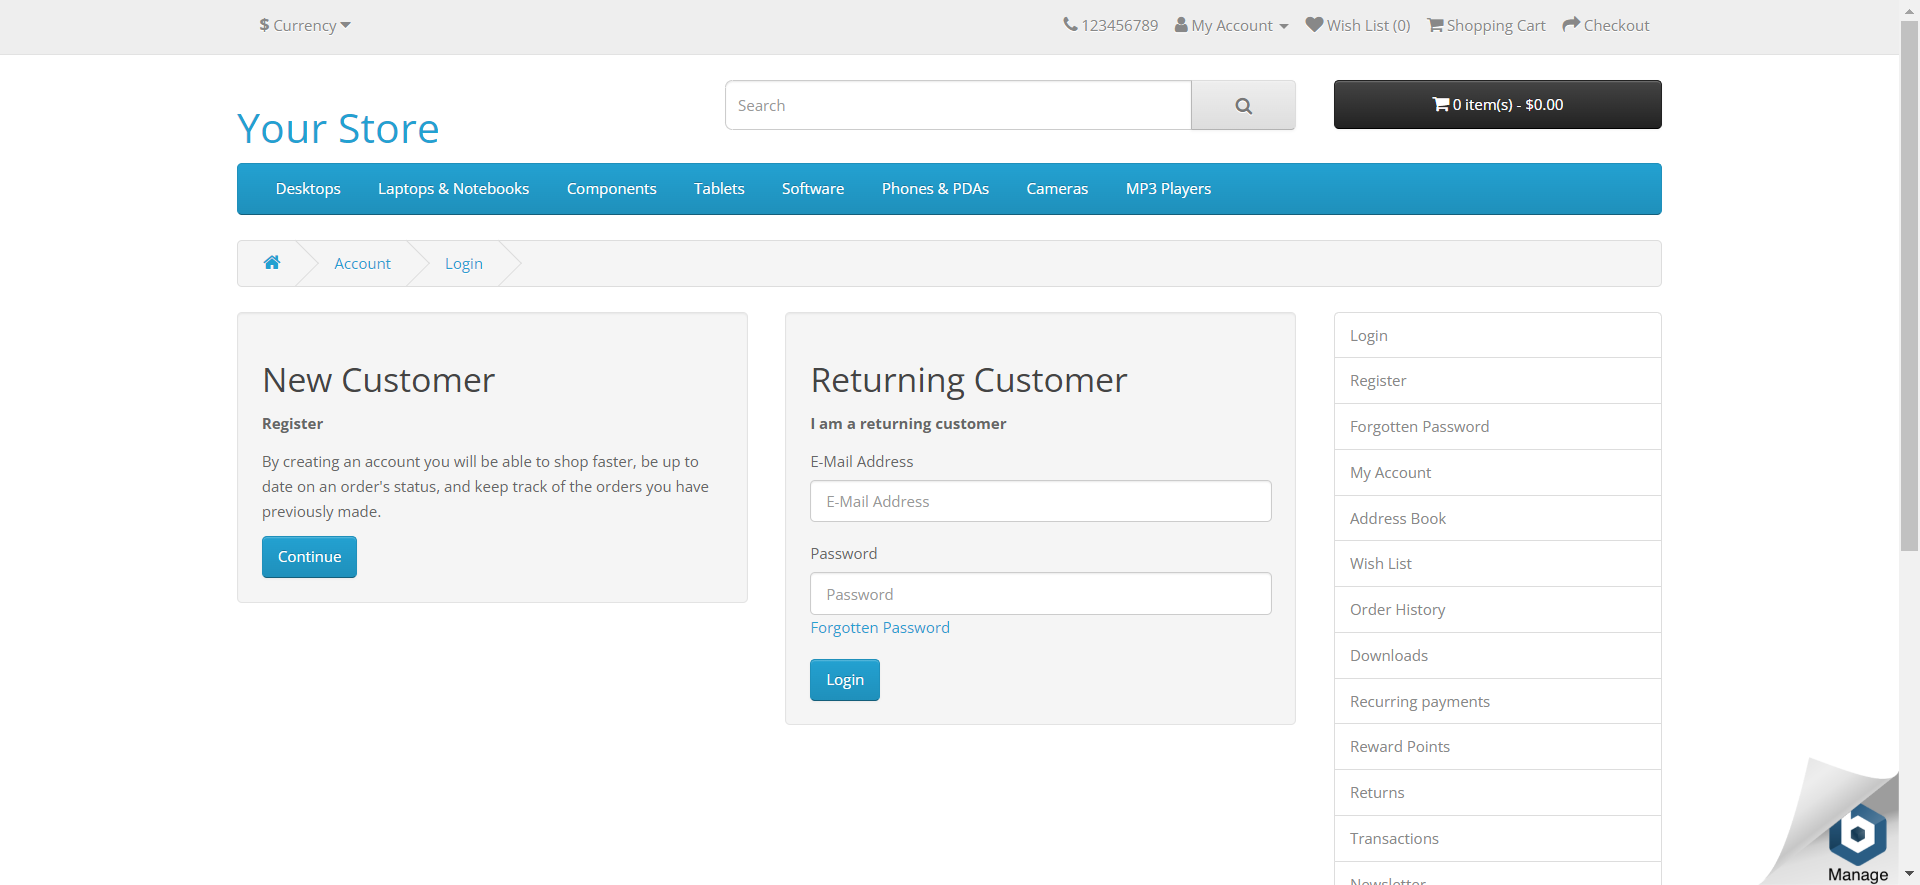 $ Currency
123456789 My Account Wish List (0) Shopping Cart Checkout
Your Store
Search
0 item(s) - $0.00
Desktops Laptops & Notebooks Components Tablets Software Phones & PDAs Cameras MP3 Players
Account Login
New Customer
Register
By creating an account you will be able to shop faster, be up to
date on an order's status, and keep track of the orders you have
previously made.
Continue
Returning Customer
I am a returning customer
E-Mail Address
E-Mail Address
Password
Password
Forgotten Password
Login
Login
Register
Forgotten Password
My Account
Address Book
Wish List
Order History
Downloads
Recurring payments
Reward Points
Returns
Transactions
Newsletter
b
Manage